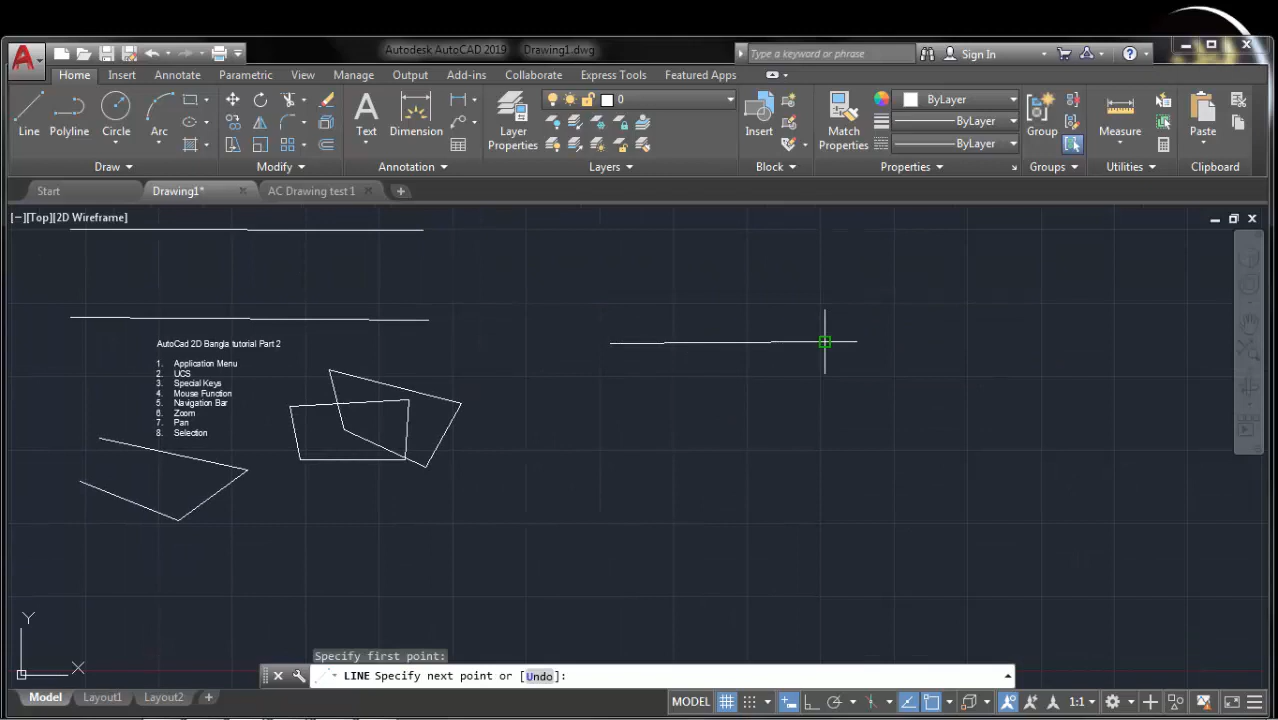 Autodesk AutoCAD 2019 Drawing1.dwg
Type a keyword or phrase
Sign In
Home Insert Annotate Parametric View Manage Output Add-ins Collaborate Express Tools Featured Apps
0
ByLayer
ByLayer
ByLayer
Line Polyline Circle Arc
Text Dimension
Layer Properties
Insert
Match Properties
Group
Measure
Paste
Draw Modify Annotation Layers Block Properties Groups Utilities Clipboard
Start Drawing1* AC Drawing test 1
[−][Top][2D Wireframe]
AutoCad 2D Bangla tutorial Part 2
1. Application Menu
2. UCS
3. Special Keys
4. Mouse Function
5. Navigation Bar
6. Zoom
7. Pan
8. Selection
Y
X
Specify first point:
LINE Specify next point or [Undo]:
Model Layout1 Layout2
MODEL
1:1